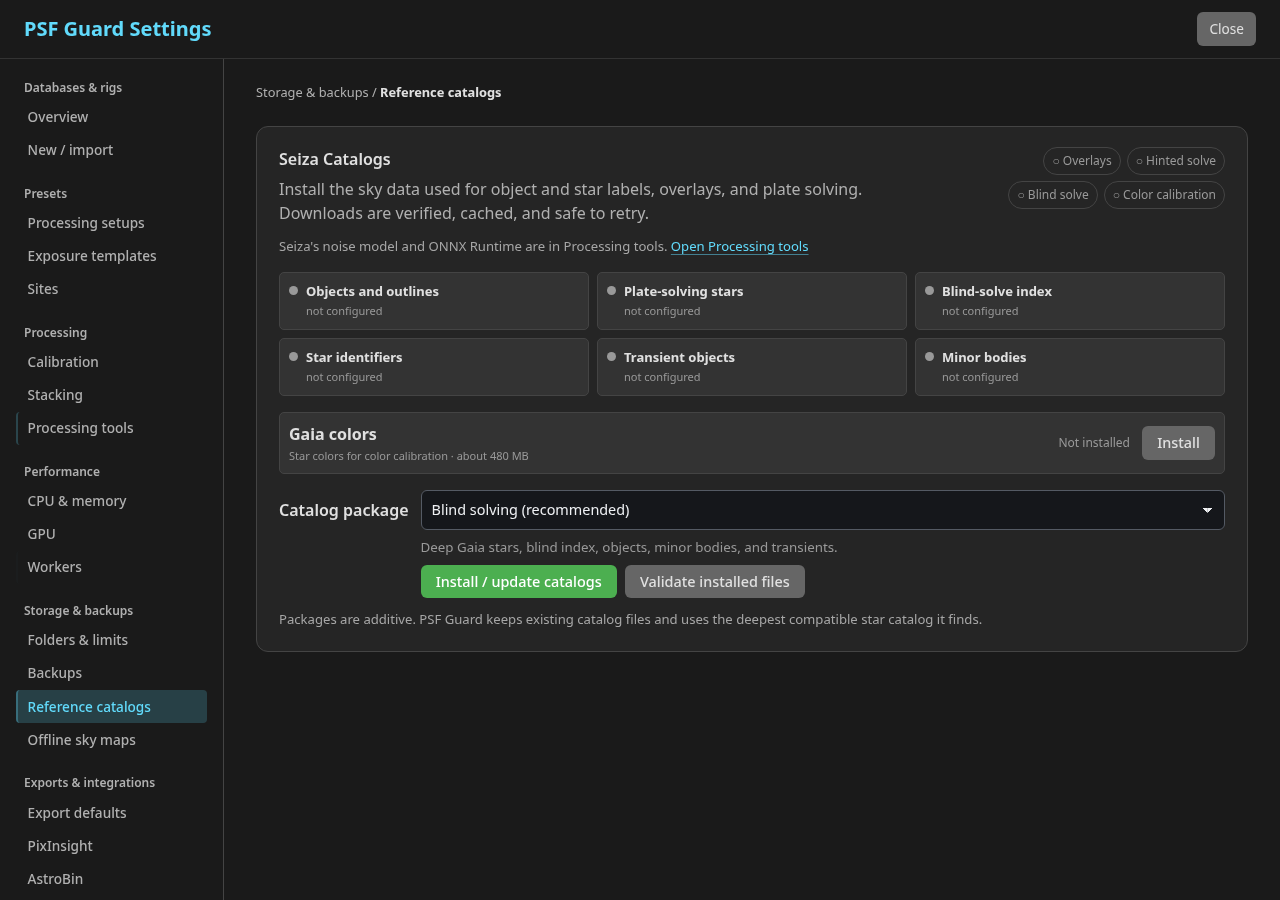 PSF Guard Settings
Close
Databases & rigs
Overview
New / import
Presets
Processing setups
Exposure templates
Sites
Processing
Calibration
Stacking
Processing tools
Performance
CPU & memory
GPU
Workers
Storage & backups
Folders & limits
Backups
Reference catalogs
Offline sky maps
Exports & integrations
Export defaults
PixInsight
AstroBin
Storage & backups / Reference catalogs
Seiza Catalogs
○ Overlays
○ Hinted solve
○ Blind solve
○ Color calibration
Install the sky data used for object and star labels, overlays, and plate solving.
Downloads are verified, cached, and safe to retry.
Seiza's noise model and ONNX Runtime are in Processing tools. Open Processing tools
Objects and outlines
not configured
Plate-solving stars
not configured
Blind-solve index
not configured
Star identifiers
not configured
Transient objects
not configured
Minor bodies
not configured
Gaia colors
Star colors for color calibration · about 480 MB
Not installed
Install
Catalog package
Blind solving (recommended)
Deep Gaia stars, blind index, objects, minor bodies, and transients.
Install / update catalogs
Validate installed files
Packages are additive. PSF Guard keeps existing catalog files and uses the deepest compatible star catalog it finds.